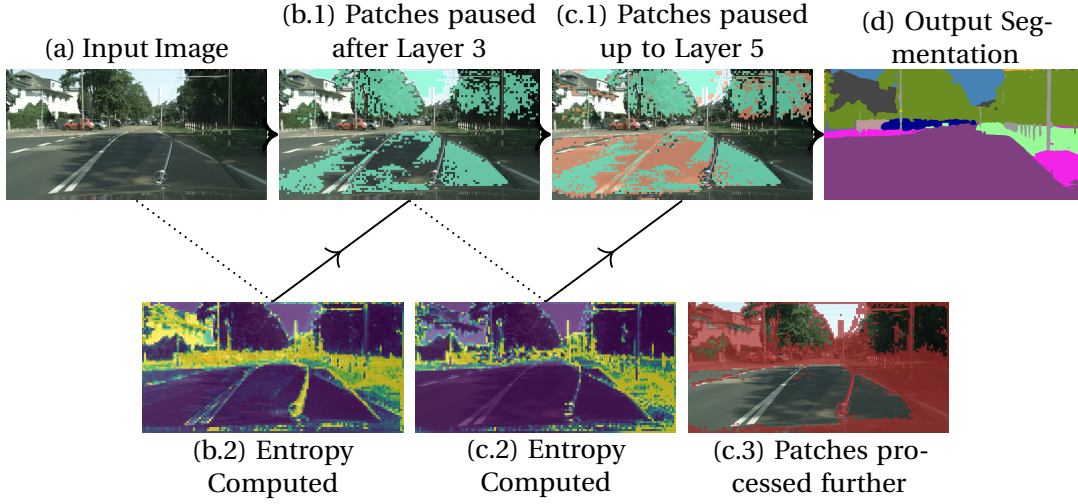 (a) Input Image
(b.1) Patches paused
after Layer 3
(c.1) Patches paused
up to Layer 5
(d) Output Seg-
mentation
(b.2) Entropy
Computed
(c.2) Entropy
Computed
(c.3) Patches pro-
cessed further